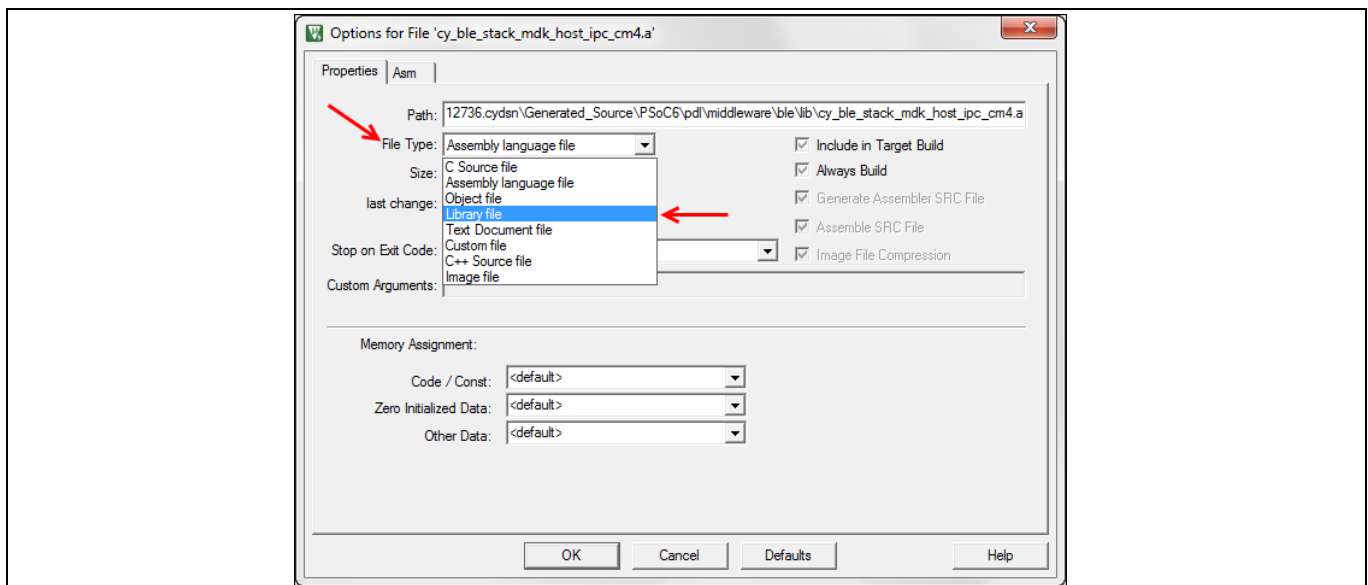 Options for File 'cy_ble_stack_mdk_host_ipc_cm4.a'
Properties Asm
Path: 12736.cydsn\Generated_Source\PSoC6\pdl\middleware\ble\lib\cy_ble_stack_mdk_host_ipc_cm4.a
File Type: Assembly language file Include in Target Build
Size: C Source file Always Build
Assembly language file
last change: Object file Generate Assembler SRC File
Library file
Text Document file Assemble SRC File
Stop on Exit Code: Custom file Image File Compression
C++ Source file
Image file
Custom Arguments:
Memory Assignment:
Code / Const: <default>
Zero Initialized Data: <default>
Other Data: <default>
OK Cancel Defaults Help